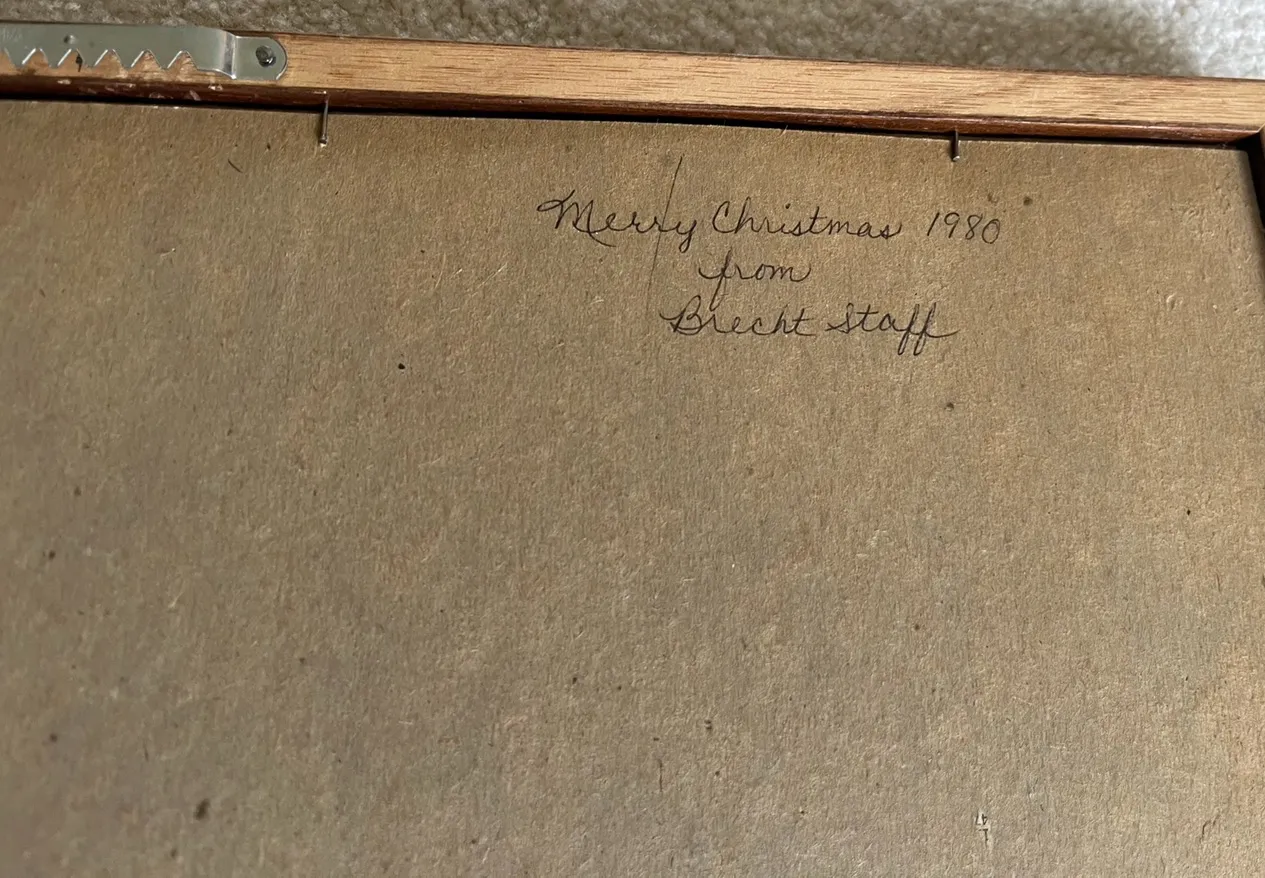 Merry Christmas 1980
from
Brecht Staff